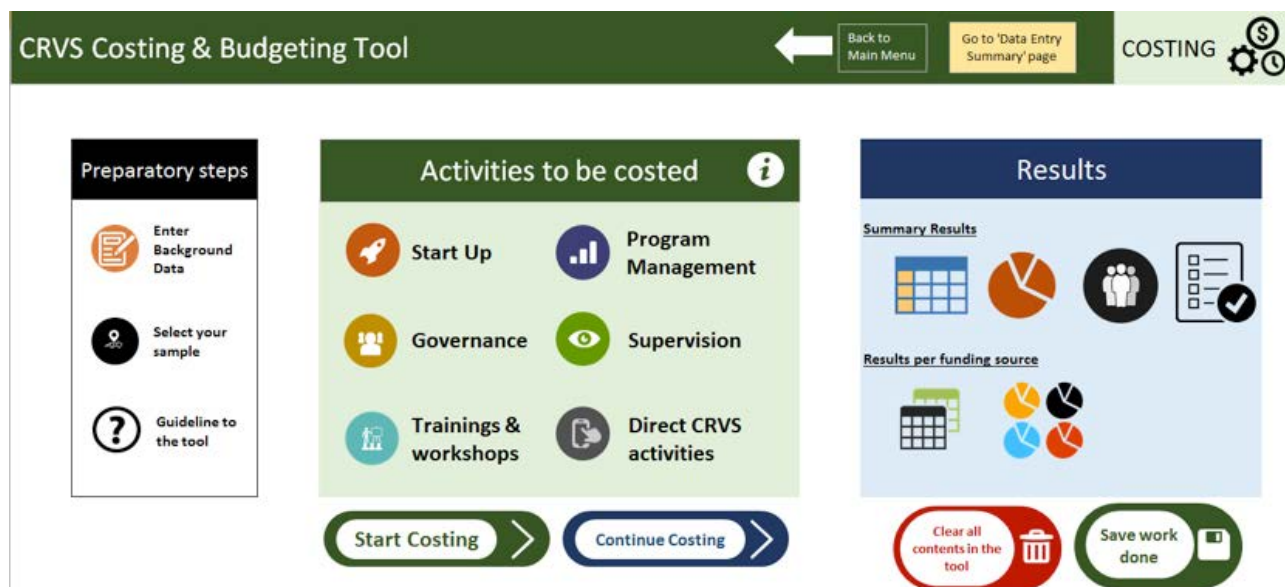 CRVS Costing & Budgeting Tool
Back to
Main Menu
Go to 'Data Entry
Summary' page
COSTING
Preparatory steps
Enter
Background
Data
Select your
sample
Guideline to
the tool
Activities to be costed
i
Start Up
Program
Management
Governance
Supervision
Trainings &
workshops
Direct CRVS
activities
Start Costing
Continue Costing
Results
Summary Results
Results per funding source
Clear all
contents in the
tool
Save work
done